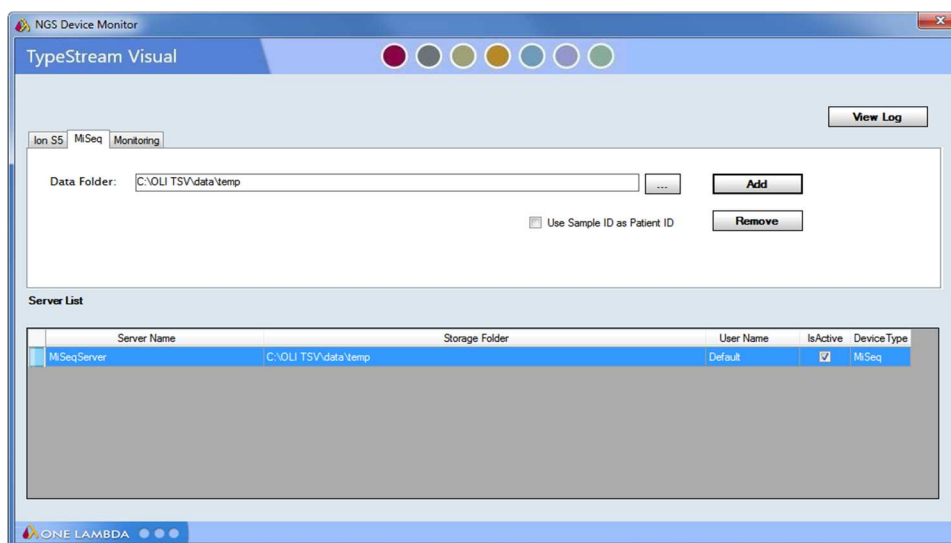 NGS Device Monitor
x
TypeStream Visual
View Log
Ion S5 MiSeq Monitoring
Data Folder: C:\OLI TSV\data\temp ... Add
Use Sample ID as Patient ID Remove
Server List
Server Name Storage Folder User Name IsActive DeviceType
MiSeqServer C:\OLI TSV\data\temp Default MiSeq
ONE LAMBDA